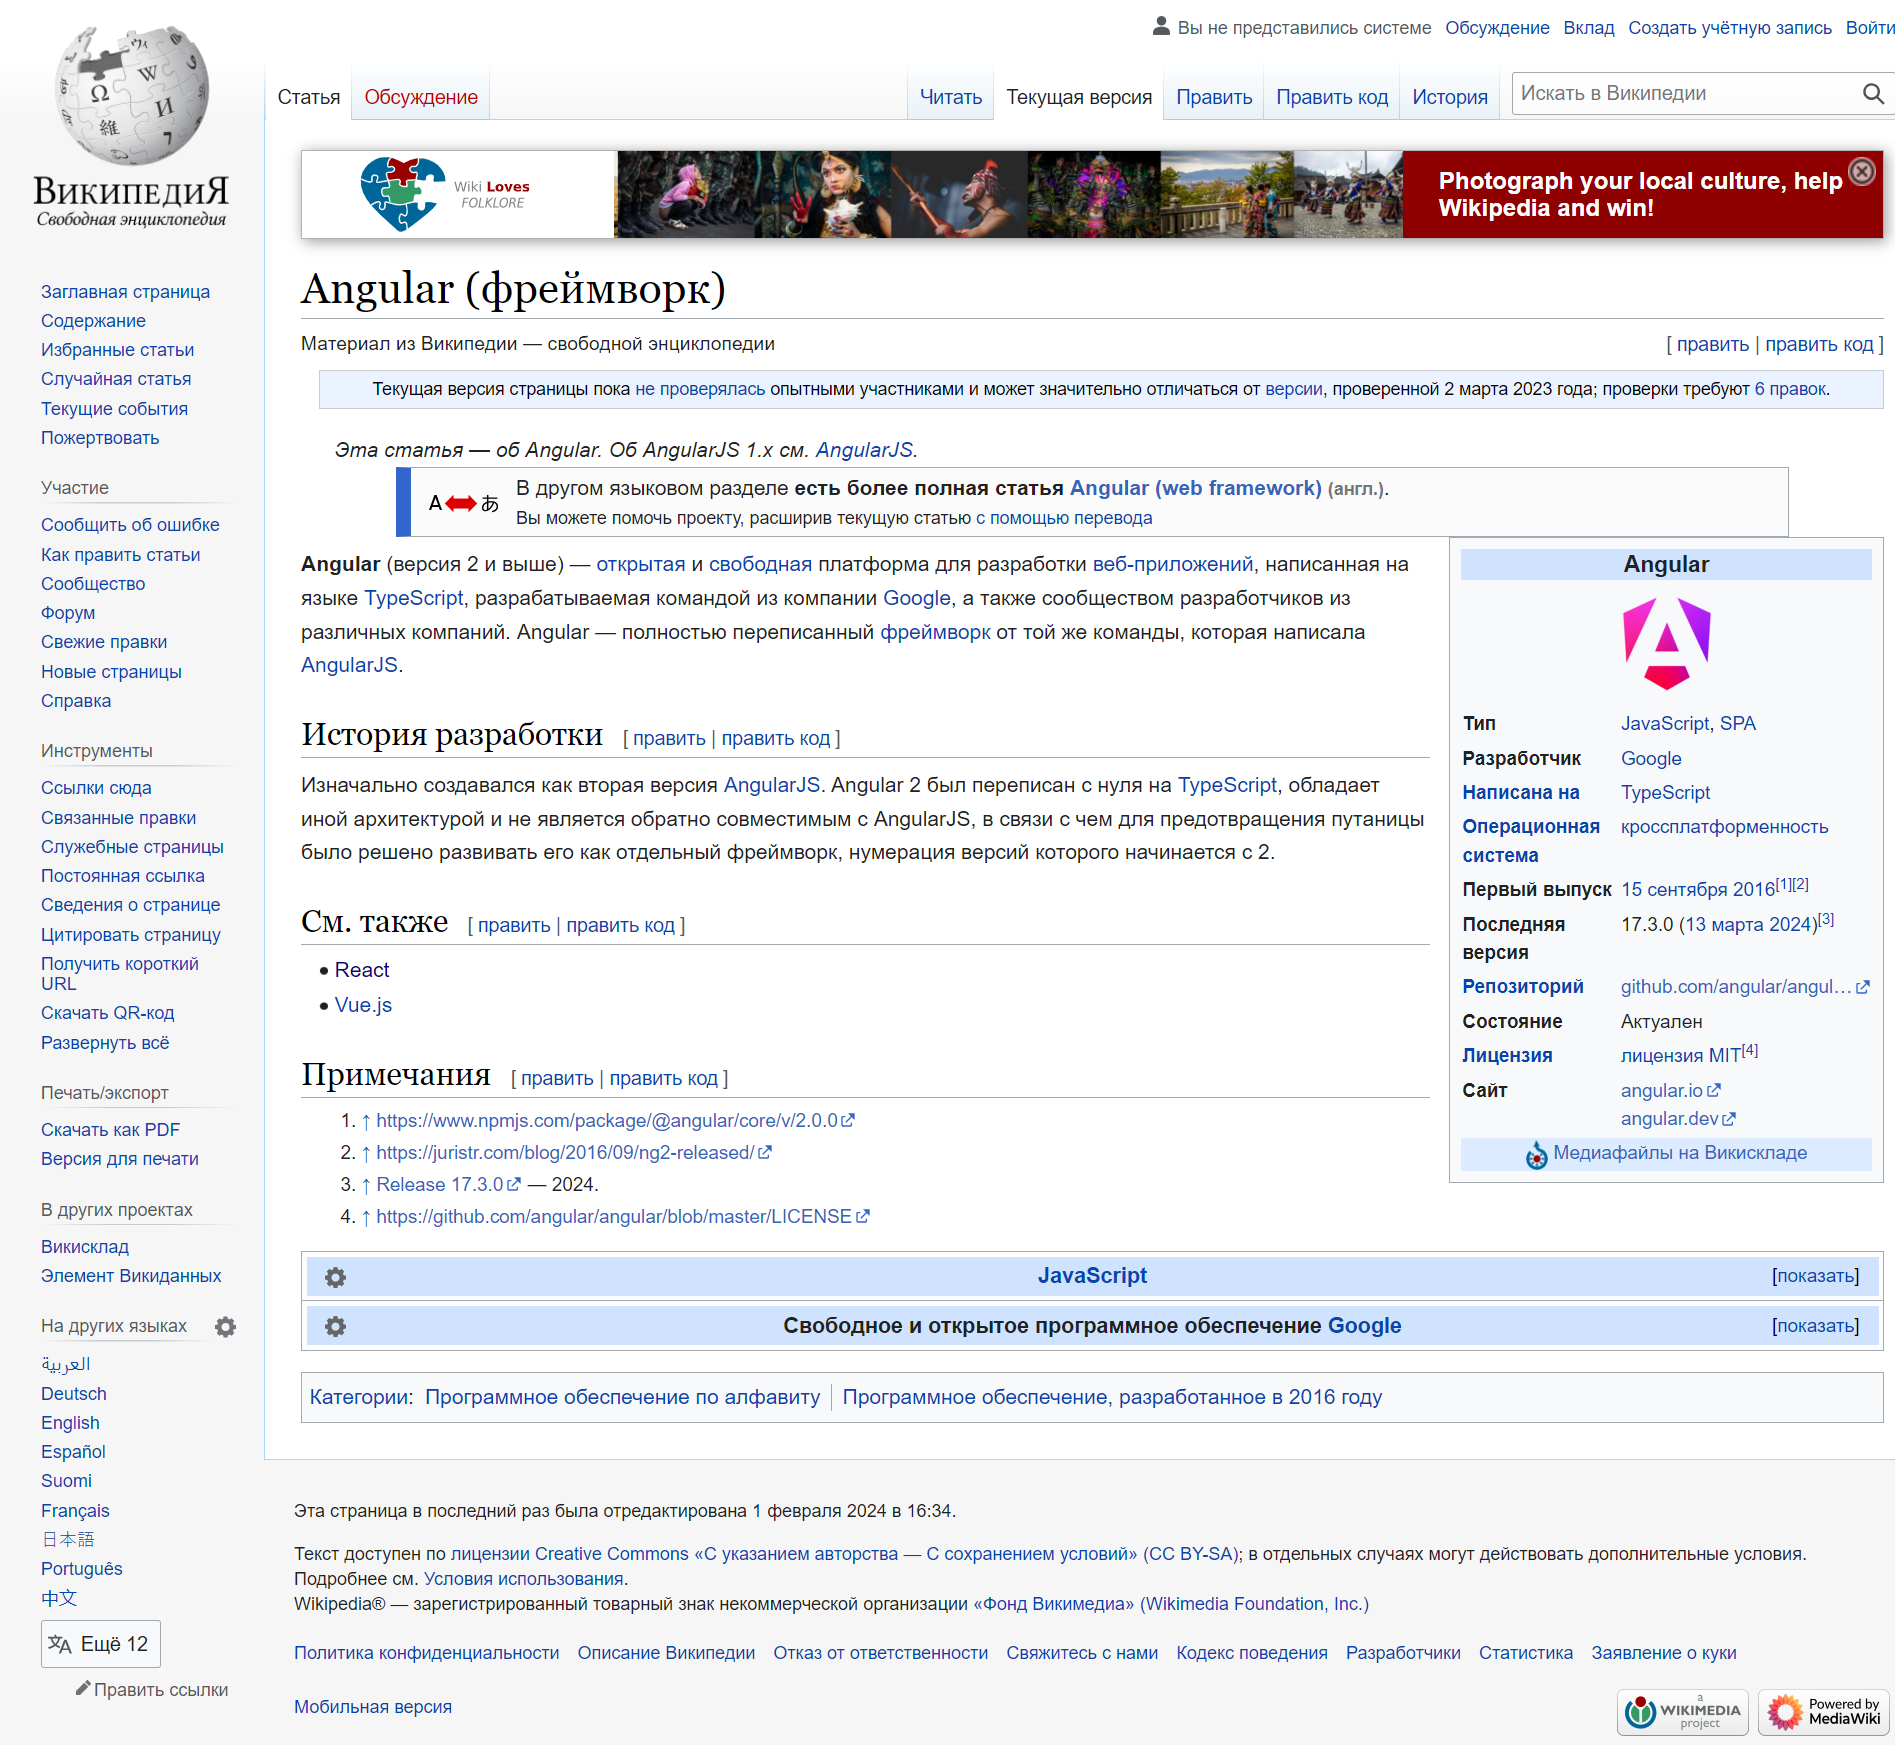 Вы не представились системе Обсуждение Вклад Создать учётную запись Войти
Статья Обсуждение Читать Текущая версия Править Править код История Искать в Википедии
ВикипедиЯ
Свободная энциклопедия
Заглавная страница
Содержание
Избранные статьи
Случайная статья
Текущие события
Пожертвовать
Участие
Сообщить об ошибке
Как править статьи
Сообщество
Форум
Свежие правки
Новые страницы
Справка
Инструменты
Ссылки сюда
Связанные правки
Служебные страницы
Постоянная ссылка
Сведения о странице
Цитировать страницу
Получить короткий
URL
Скачать QR-код
Развернуть всё
Печать/экспорт
Скачать как PDF
Версия для печати
В других проектах
Викисклад
Элемент Викиданных
На других языках
العربية
Deutsch
English
Español
Suomi
Français
日本語
Português
中文
Ещё 12
Править ссылки
Wiki Loves
FOLKLORE
Photograph your local culture, help
Wikipedia and win!
Angular (фреймворк)
Материал из Википедии — свободной энциклопедии [ править | править код ]
Текущая версия страницы пока не проверялась опытными участниками и может значительно отличаться от версии, проверенной 2 марта 2023 года; проверки требуют 6 правок.
Эта статья — об Angular. Об AngularJS 1.x см. AngularJS.
A あ
В другом языковом разделе есть более полная статья Angular (web framework) (англ.).
Вы можете помочь проекту, расширив текущую статью с помощью перевода
Angular (версия 2 и выше) — открытая и свободная платформа для разработки веб-приложений, написанная на
языке TypeScript, разрабатываемая командой из компании Google, а также сообществом разработчиков из
различных компаний. Angular — полностью переписанный фреймворк от той же команды, которая написала
AngularJS.
История разработки [ править | править код ]
Изначально создавался как вторая версия AngularJS. Angular 2 был переписан с нуля на TypeScript, обладает
иной архитектурой и не является обратно совместимым с AngularJS, в связи с чем для предотвращения путаницы
было решено развивать его как отдельный фреймворк, нумерация версий которого начинается с 2.
См. также [ править | править код ]
React
Vue.js
Примечания [ править | править код ]
1. ↑ https://www.npmjs.com/package/@angular/core/v/2.0.0
2. ↑ https://juristr.com/blog/2016/09/ng2-released/
3. ↑ Release 17.3.0 — 2024.
4. ↑ https://github.com/angular/angular/blob/master/LICENSE
Angular
Тип JavaScript, SPA
Разработчик Google
Написана на TypeScript
Операционная кроссплатформенность
система
Первый выпуск 15 сентября 2016[1][2]
Последняя 17.3.0 (13 марта 2024)[3]
версия
Репозиторий github.com/angular/angul…
Состояние Актуален
Лицензия лицензия MIT[4]
Сайт angular.io
angular.dev
Медиафайлы на Викискладе
JavaScript [показать]
Свободное и открытое программное обеспечение Google [показать]
Категории: Программное обеспечение по алфавиту | Программное обеспечение, разработанное в 2016 году
Эта страница в последний раз была отредактирована 1 февраля 2024 в 16:34.
Текст доступен по лицензии Creative Commons «С указанием авторства — С сохранением условий» (CC BY-SA); в отдельных случаях могут действовать дополнительные условия.
Подробнее см. Условия использования.
Wikipedia® — зарегистрированный товарный знак некоммерческой организации «Фонд Викимедиа» (Wikimedia Foundation, Inc.)
Политика конфиденциальности Описание Википедии Отказ от ответственности Свяжитесь с нами Кодекс поведения Разработчики Статистика Заявление о куки
Мобильная версия
a
WIKIMEDIA
project
Powered by
MediaWiki